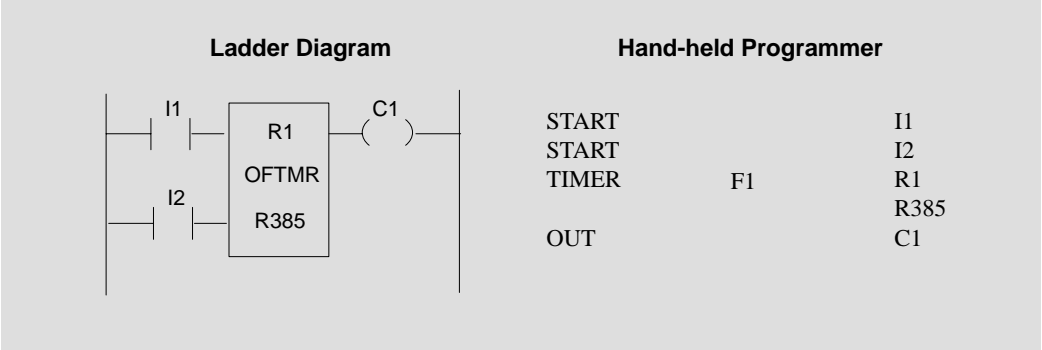 Ladder Diagram
I1
R1
C1
OFTMR
I2
R385
Hand-held Programmer
START I1
START I2
TIMER F1 R1
R385
OUT C1